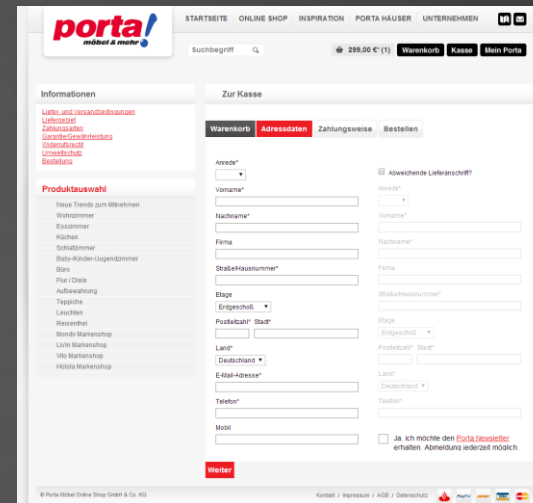 porta!
möbel & mehr
STARTSEITE ONLINE SHOP INSPIRATION PORTA HÄUSER UNTERNEHMEN
Suchbegriff 299,00 €* (1) Warenkorb Kasse Mein Porta
Informationen
Liefer- und Versandbedingungen
Liefergebiet
Zahlungsarten
Garantie/Gewährleistung
Widerrufsrecht
Umweltschutz
Bestellung
Produktauswahl
Neue Trends zum Mitnehmen
Wohnzimmer
Esszimmer
Küchen
Schlafzimmer
Baby-/Kinder-/Jugendzimmer
Büro
Flur / Diele
Aufbewahrung
Teppiche
Leuchten
Reisenthel
Mondo Markenshop
LivIn Markenshop
Vito Markenshop
Hülsta Markenshop
Zur Kasse
Warenkorb Adressdaten Zahlungsweise Bestellen
Anrede*
Vorname*
Nachname*
Firma
Straße/Hausnummer*
Etage
Erdgeschoß
Postleitzahl* Stadt*
Land*
Deutschland
E-Mail-Adresse*
Telefon*
Mobil
Abweichende Lieferanschrift?
Anrede*
Vorname*
Nachname*
Firma
Straße/Hausnummer*
Etage
Erdgeschoß
Postleitzahl* Stadt*
Land*
Deutschland
Telefon*
Ja, ich möchte den Porta Newsletter
erhalten. Abmeldung jederzeit möglich.
Weiter
© Porta Möbel Online Shop GmbH & Co. KG
Kontakt / Impressum / AGB / Datenschutz
PayPal